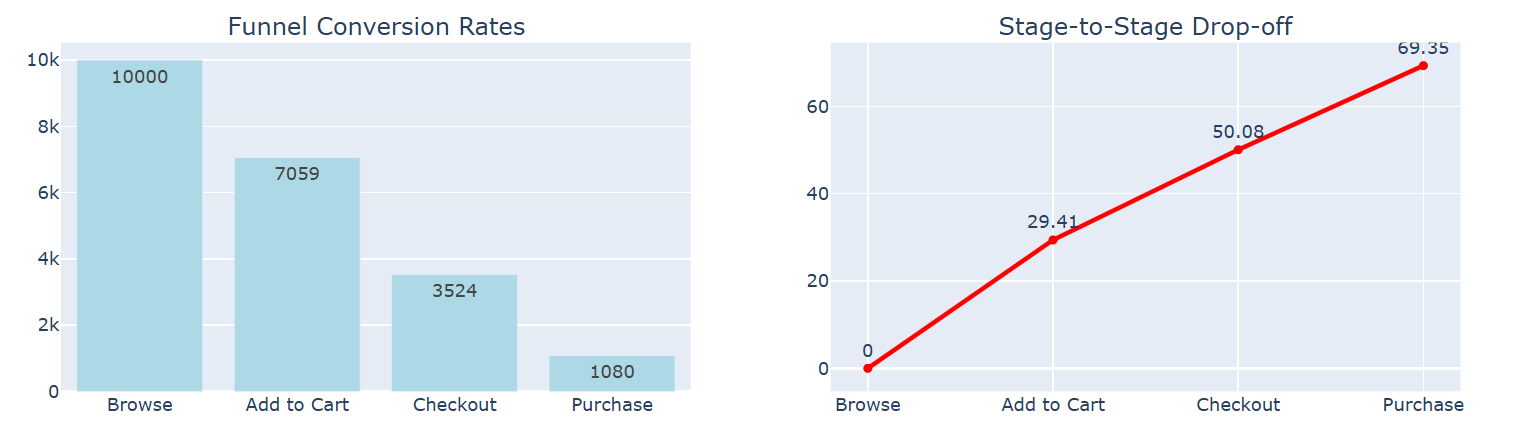 Funnel Conversion Rates
10k
8k
6k
4k
2k
0
10000
7059
3524
1080
Browse
Add to Cart
Checkout
Purchase
Stage-to-Stage Drop-off
60
40
20
0
0
29.41
50.08
69.35
Browse
Add to Cart
Checkout
Purchase